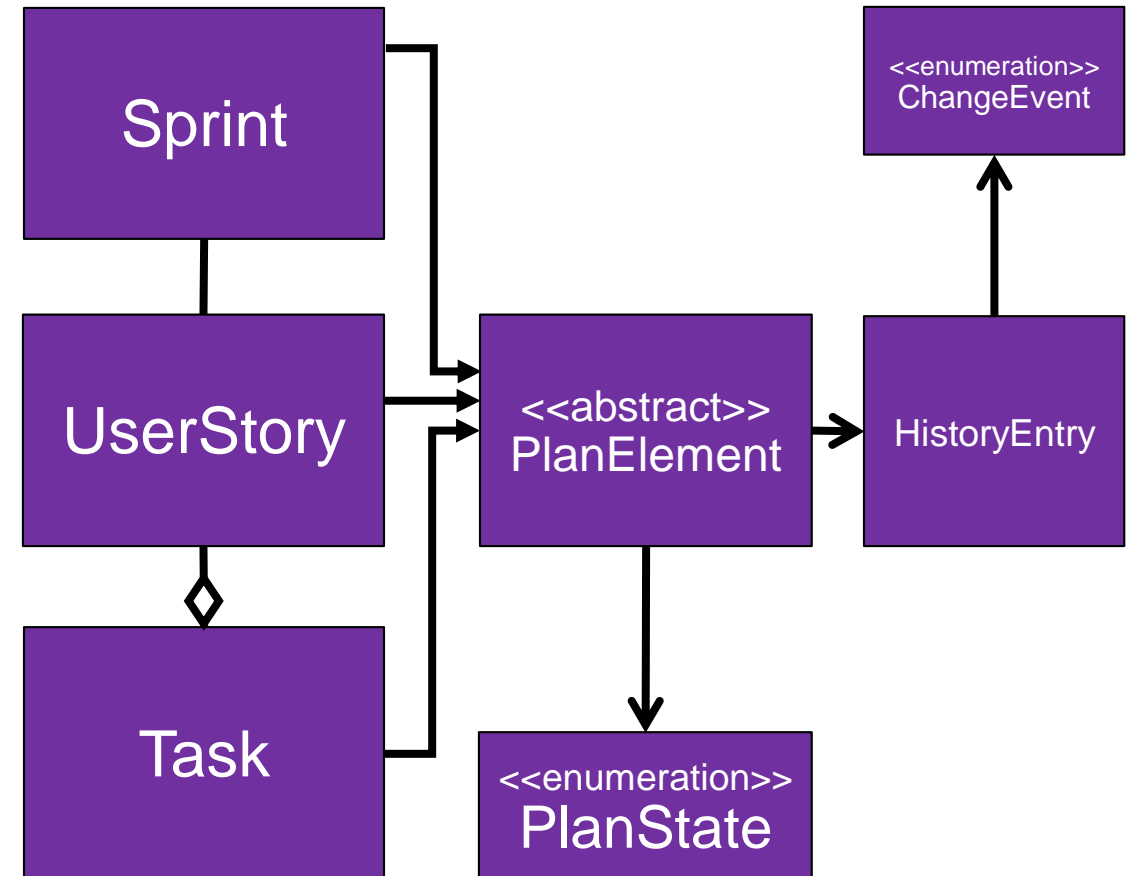 Sprint
<<enumeration>>
ChangeEvent
UserStory
<<abstract>>
PlanElement
HistoryEntry
Task
<<enumeration>>
PlanState